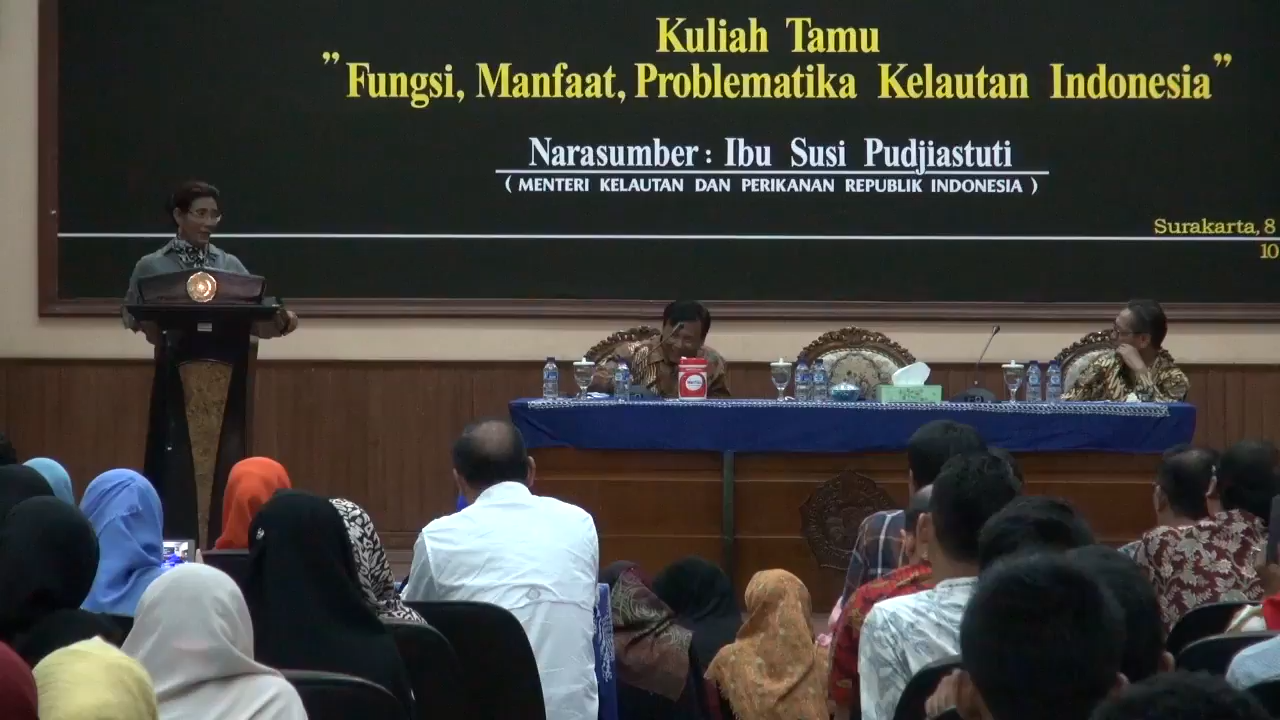 Kuliah Tamu
"Fungsi, Manfaat, Problematika Kelautan Indonesia"
Narasumber : Ibu Susi Pudjiastuti
( MENTERI KELAUTAN DAN PERIKANAN REPUBLIK INDONESIA )
Surakarta, 8
10